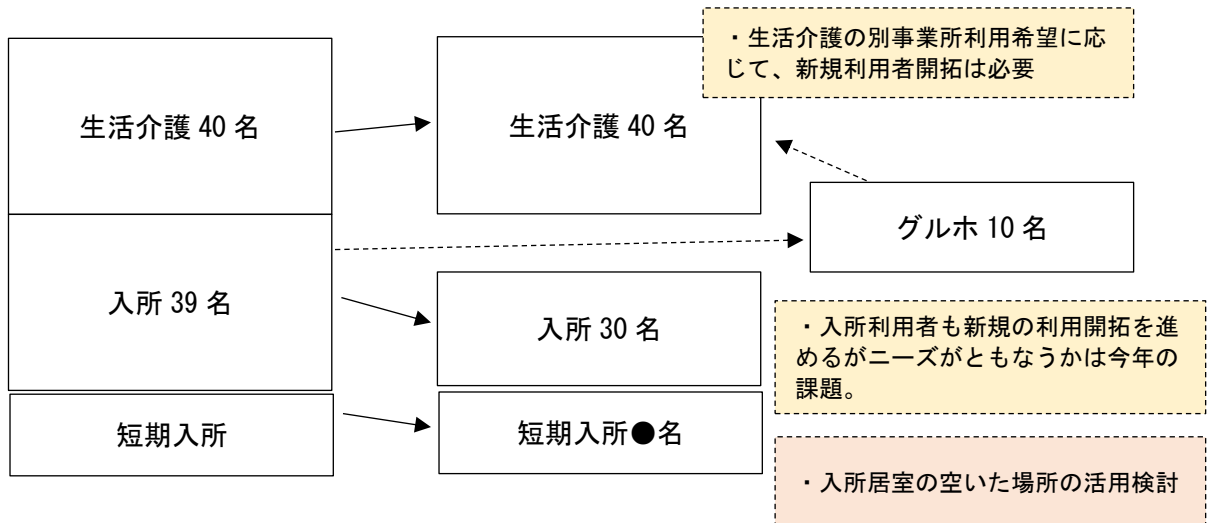 ・生活介護の別事業所利用希望に応
じて、新規利用者開拓は必要
生活介護 40 名
生活介護 40 名
グルホ 10 名
入所 39 名
入所 30 名
・入所利用者も新規の利用開拓を進
めるがニーズがともなうかは今年の
課題。
短期入所
短期入所●名
・入所居室の空いた場所の活用検討